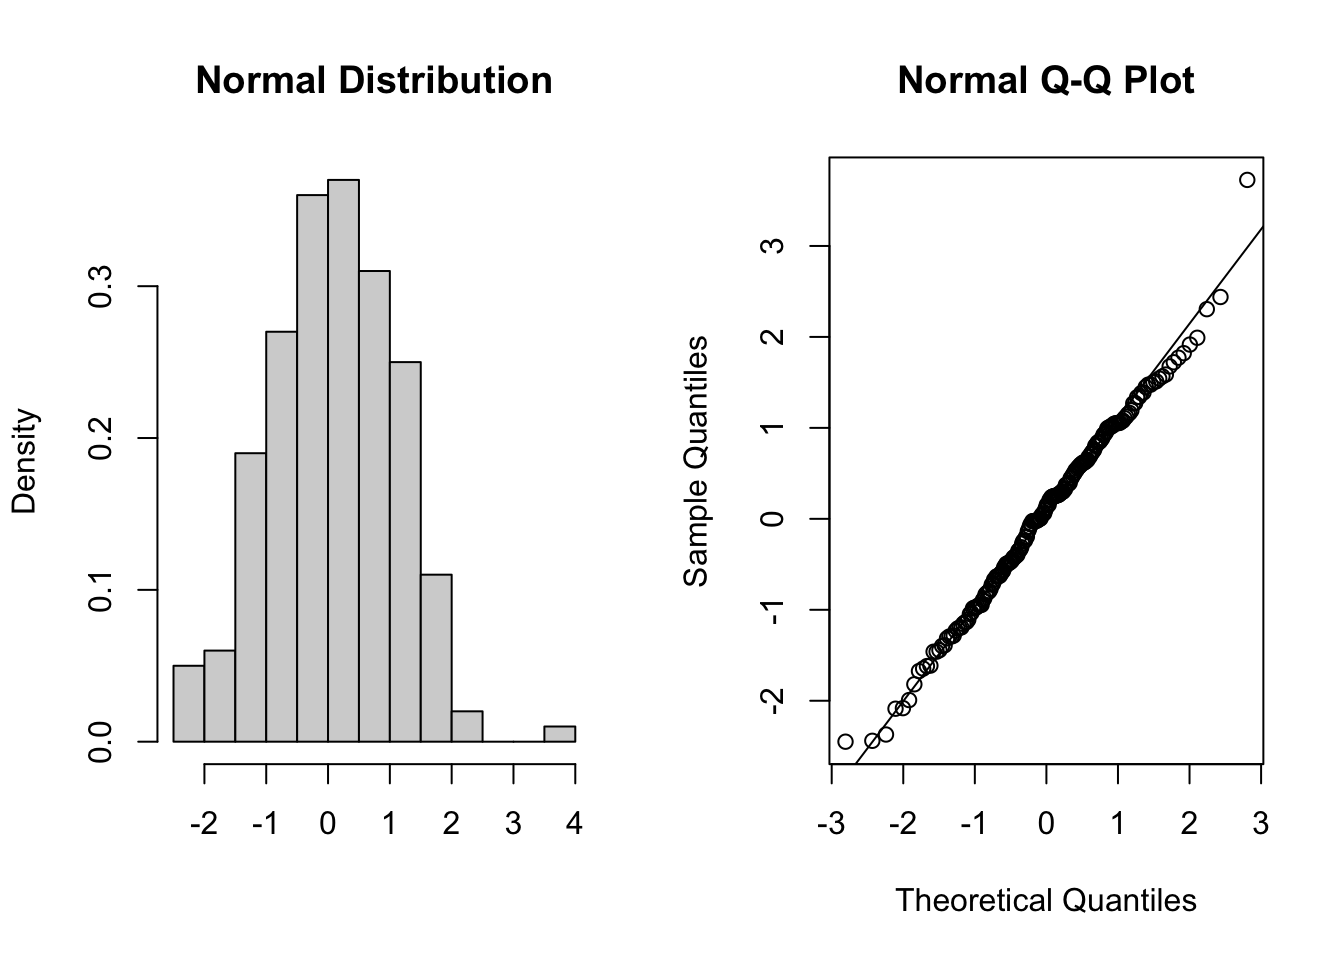 Normal Distribution
Density
0.0 0.1 0.2 0.3
-2 -1 0 1 2 3 4
Normal Q-Q Plot
Sample Quantiles
-2 -1 0 1 2 3
-3 -2 -1 0 1 2 3
Theoretical Quantiles